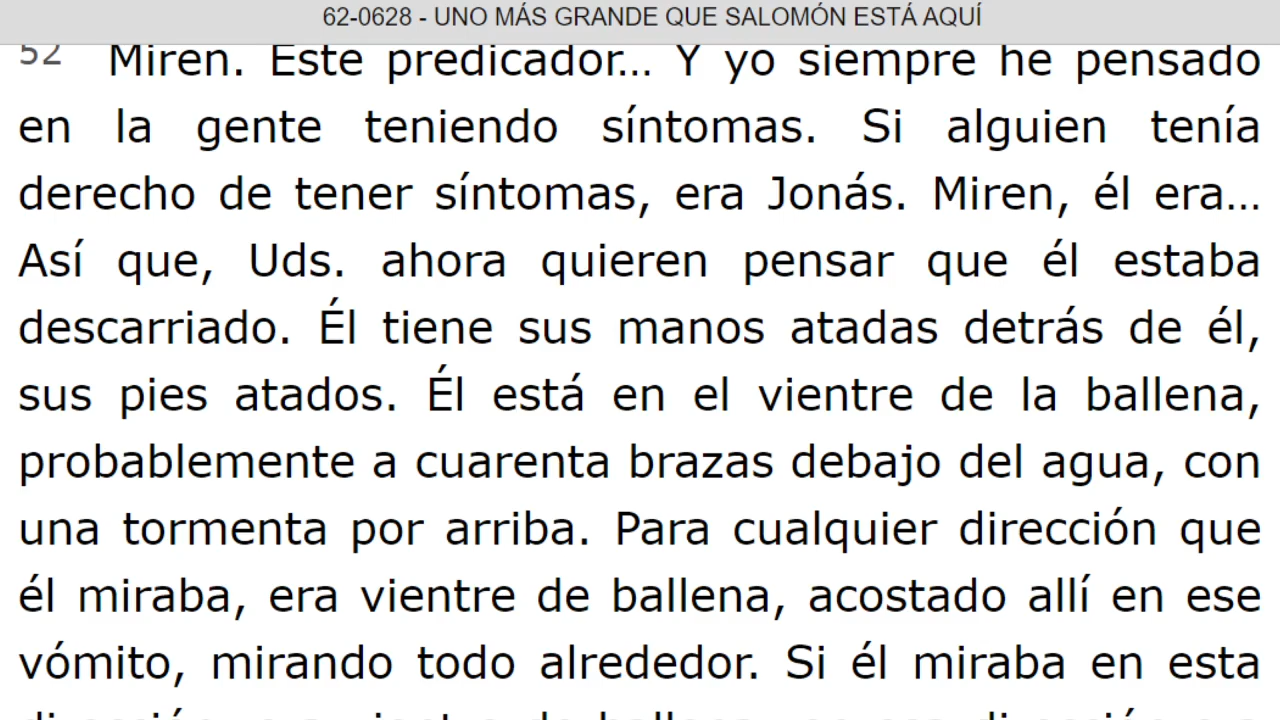 62-0628 - UNO MÁS GRANDE QUE SALOMÓN ESTÁ AQUÍ
52 Miren. Este predicador... Y yo siempre he pensado
en la gente teniendo síntomas. Si alguien tenía
derecho de tener síntomas, era Jonás. Miren, él era...
Así que, Uds. ahora quieren pensar que él estaba
descarriado. Él tiene sus manos atadas detrás de él,
sus pies atados. Él está en el vientre de la ballena,
probablemente a cuarenta brazas debajo del agua, con
una tormenta por arriba. Para cualquier dirección que
él miraba, era vientre de ballena, acostado allí en ese
vómito, mirando todo alrededor. Si él miraba en esta